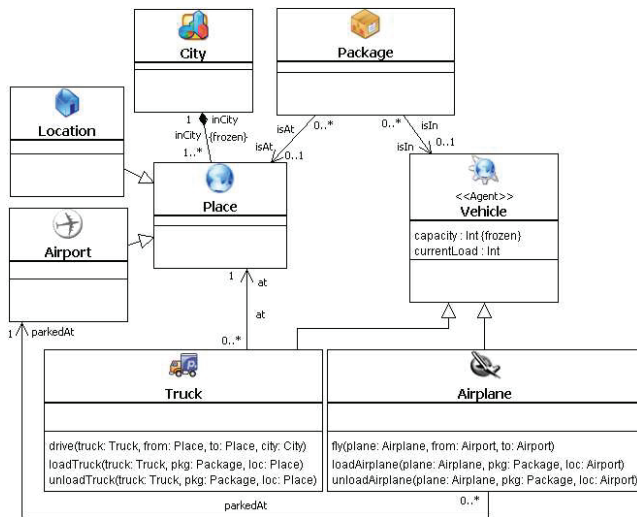 City
Package
1
inCity
inCity
{frozen}
1..*
isAt
0..*
isAt
0..1
0..*
isIn
isIn
0..1
Location
Place
<<Agent>>
Vehicle
capacity : Int {frozen}
currentLoad : Int
Airport
1
at
at
0..*
1
parkedAt
Truck
drive(truck: Truck, from: Place, to: Place, city: City)
loadTruck(truck: Truck, pkg: Package, loc: Place)
unloadTruck(truck: Truck, pkg: Package, loc: Place)
Airplane
fly(plane: Airplane, from: Airport, to: Airport)
loadAirplane(plane: Airplane, pkg: Package, loc: Airport)
unloadAirplane(plane: Airplane, pkg: Package, loc: Airport)
parkedAt
0..*